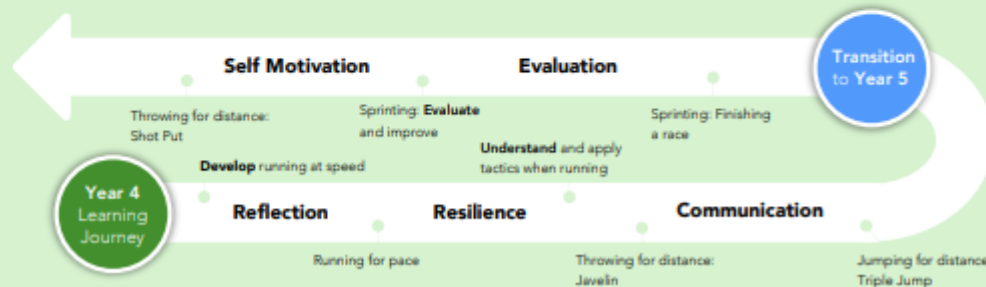 Self Motivation
Evaluation
Transition
to Year 5
Throwing for distance:
Shot Put
Sprinting: Evaluate
and improve
Sprinting: Finishing
a race
Understand and apply
tactics when running
Develop running at speed
Year 4
Learning
Journey
Reflection
Resilience
Communication
Running for pace
Throwing for distance:
Javelin
Jumping for distance
Triple Jump